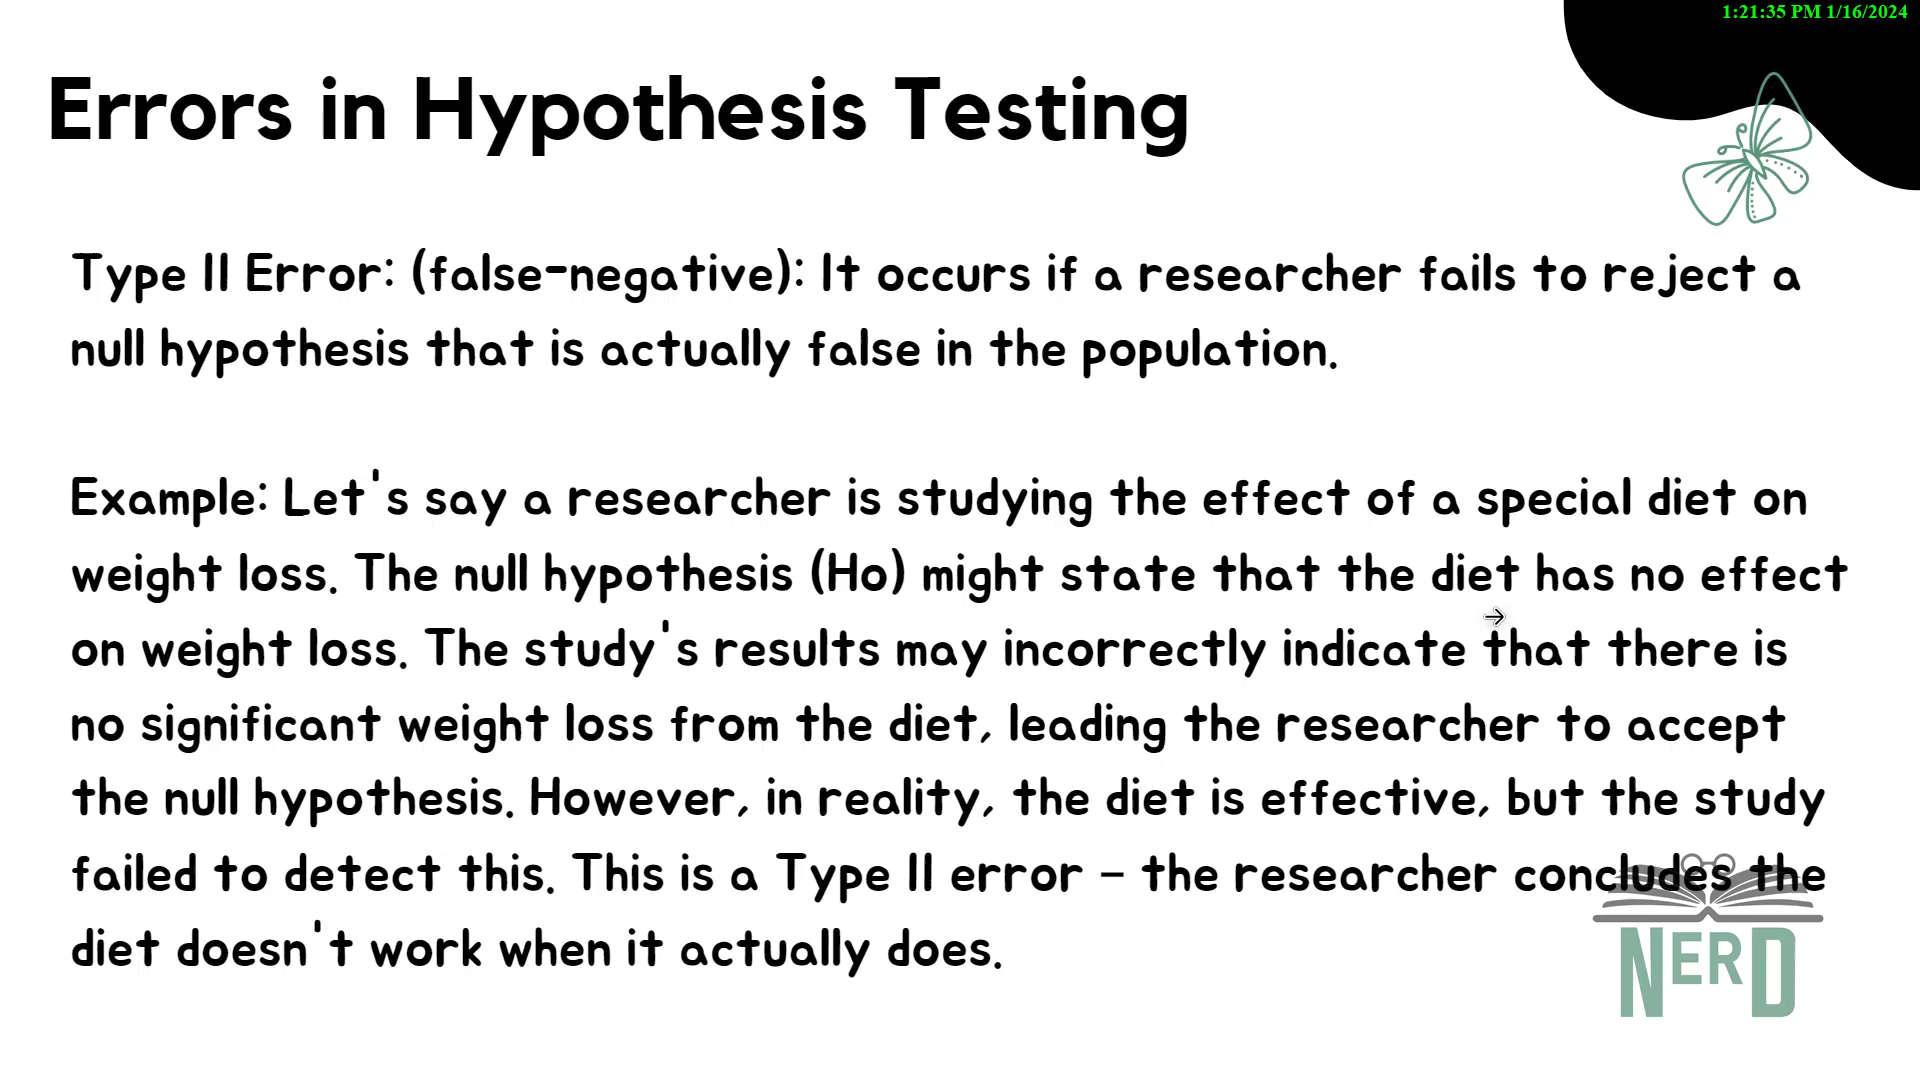 1:21:35 PM 1/16/2024
Errors in Hypothesis Testing
Type II Error: (false-negative): It occurs if a researcher fails to reject a
null hypothesis that is actually false in the population.
Example: Let's say a researcher is studying the effect of a special diet on
weight loss. The null hypothesis (Ho) might state that the diet has no effect
on weight loss. The study's results may incorrectly indicate that there is
no significant weight loss from the diet, leading the researcher to accept
the null hypothesis. However, in reality, the diet is effective, but the study
failed to detect this. This is a Type II error – the researcher concludes the
diet doesn't work when it actually does.
NERD